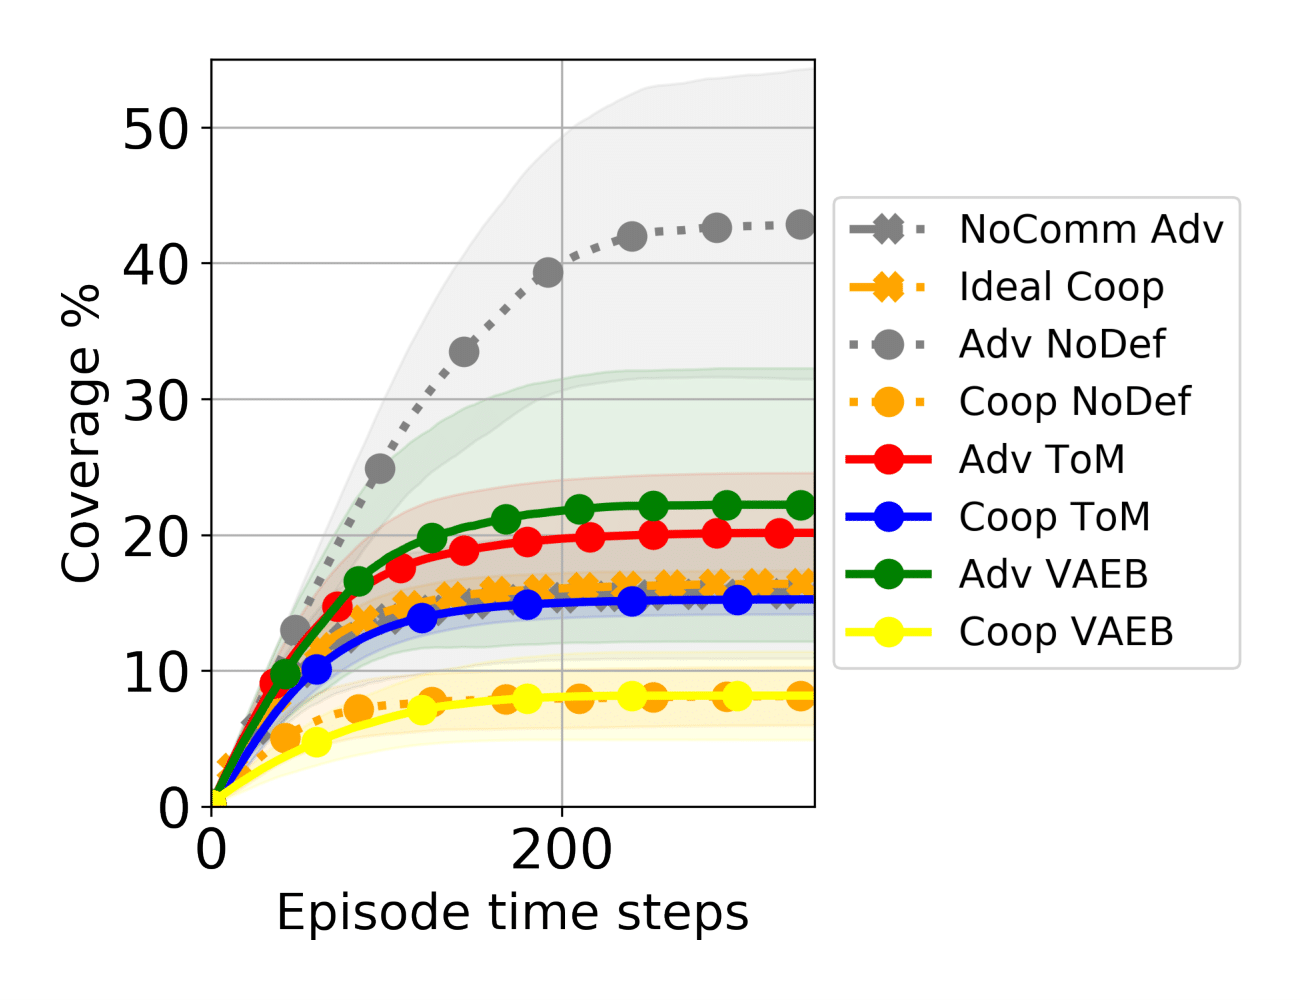 50
40
30
20
10
0
0
200
Coverage %
Episode time steps
NoComm Adv
Ideal Coop
Adv NoDef
Coop NoDef
Adv ToM
Coop ToM
Adv VAEB
Coop VAEB